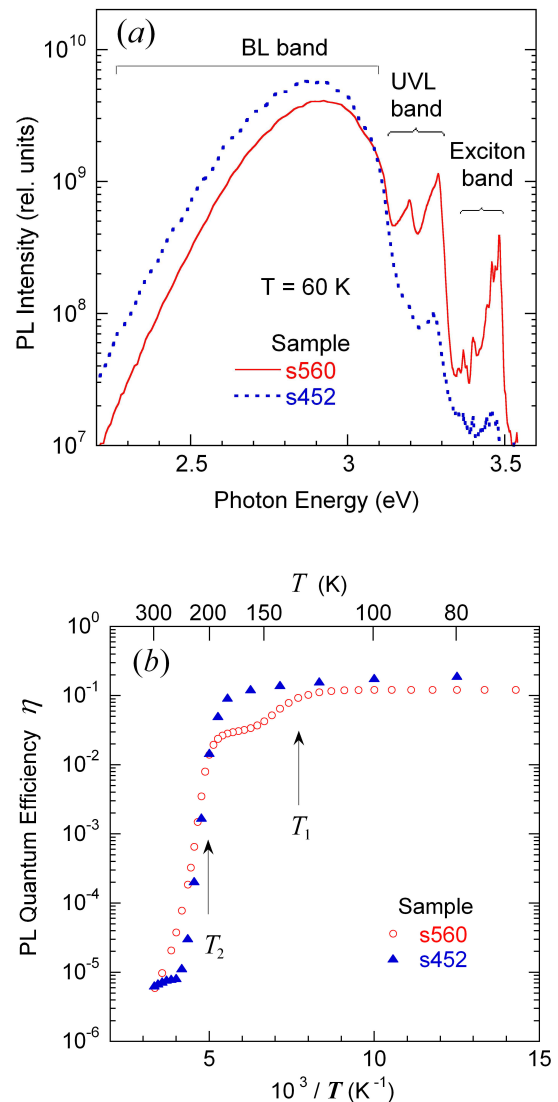 (a)
BL band
UVL
band
Exciton
band
T = 60 K
Sample
s560
s452
PL Intensity (rel. units)
10^10
10^9
10^8
10^7
2.5
3
3.5
Photon Energy (eV)
T (K)
300
200
150
100
80
(b)
PL Quantum Efficiency η
10^0
10^-1
10^-2
10^-3
10^-4
10^-5
10^-6
T_1
T_2
Sample
s560
s452
5
10
15
10^3 / T (K^-1)